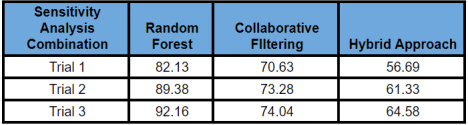 Sensitivity
Analysis
Combination
Random
Forest
Collaborative
FIltering
Hybrid Approach
Trial 1 82.13 70.63 56.69
Trial 2 89.38 73.28 61.33
Trial 3 92.16 74.04 64.58